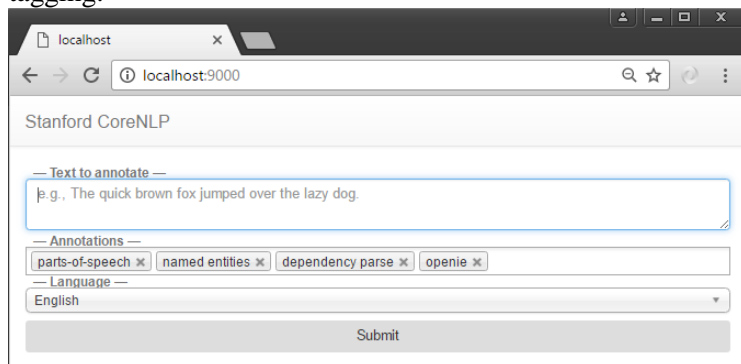 tagging.
localhost
localhost:9000
Stanford CoreNLP
— Text to annotate —
e.g., The quick brown fox jumped over the lazy dog.
— Annotations —
parts-of-speech × named entities × dependency parse × openie ×
— Language —
English
Submit